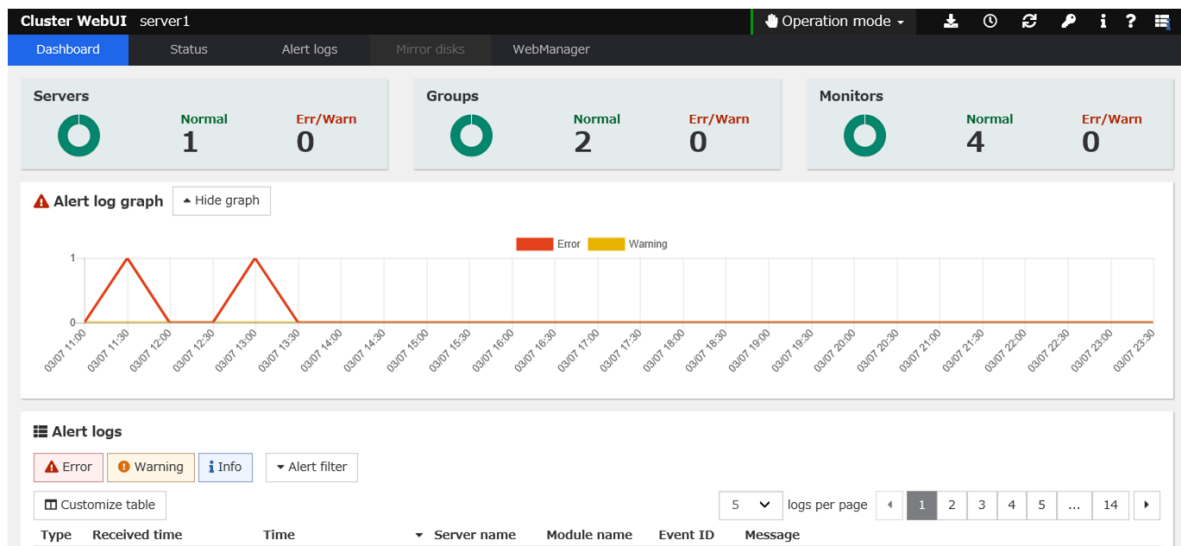 Cluster WebUI server1 Operation mode
Dashboard Status Alert logs Mirror disks WebManager
Servers Groups Monitors
Normal Err/Warn Normal Err/Warn Normal Err/Warn
1 0 2 0 4 0
Alert log graph Hide graph
Error Warning
1
0
03/07 11:00 03/07 11:30 03/07 12:00 03/07 12:30 03/07 13:00 03/07 13:30 03/07 14:00 03/07 14:30 03/07 15:00 03/07 15:30 03/07 16:00 03/07 16:30 03/07 17:00 03/07 17:30 03/07 18:00 03/07 18:30 03/07 19:00 03/07 19:30 03/07 20:00 03/07 20:30 03/07 21:00 03/07 21:30 03/07 22:00 03/07 22:30 03/07 23:00 03/07 23:30
Alert logs
Error Warning Info Alert filter
Customize table 5 logs per page 1 2 3 4 5 ... 14
Type Received time Time Server name Module name Event ID Message